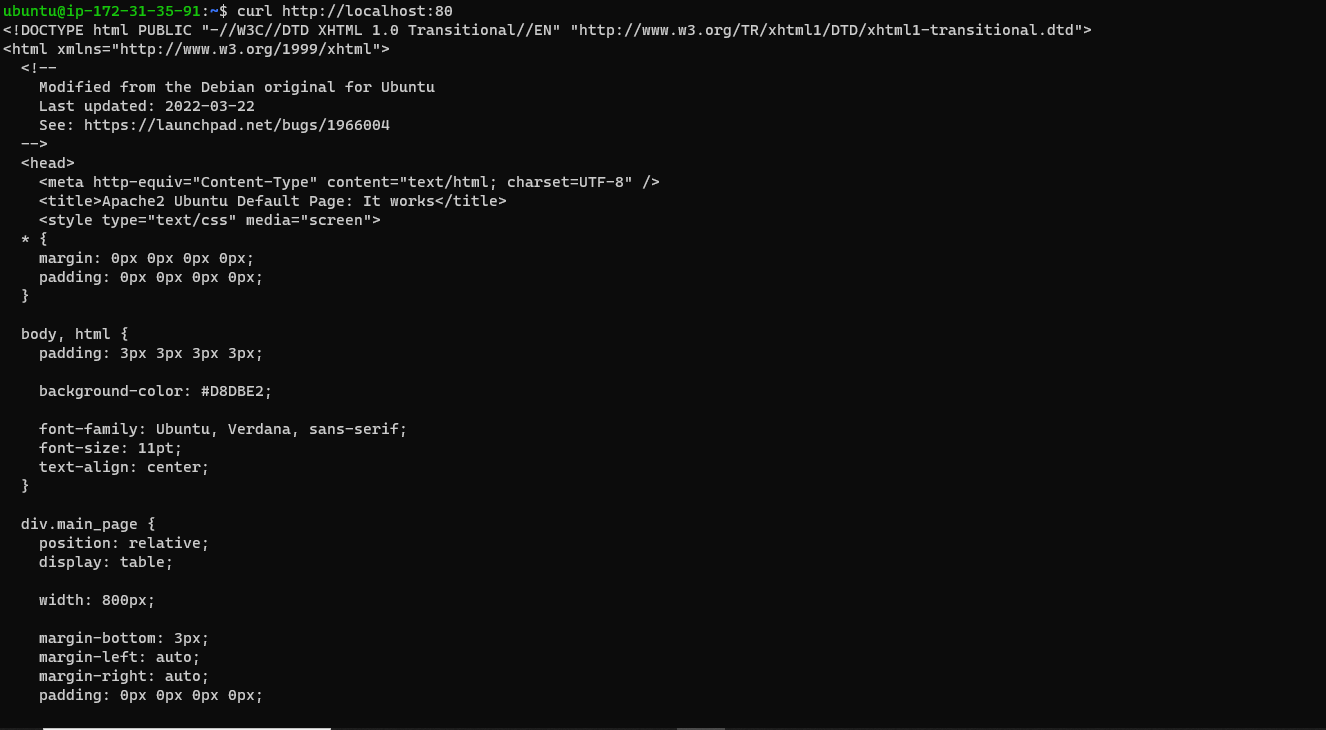 ubuntu@ip-172-31-35-91:~$ curl http://localhost:80
<!DOCTYPE html PUBLIC "-//W3C//DTD XHTML 1.0 Transitional//EN" "http://www.w3.org/TR/xhtml1/DTD/xhtml1-transitional.dtd">
<html xmlns="http://www.w3.org/1999/xhtml">
  <!--
    Modified from the Debian original for Ubuntu
    Last updated: 2022-03-22
    See: https://launchpad.net/bugs/1966004
  -->
  <head>
    <meta http-equiv="Content-Type" content="text/html; charset=UTF-8" />
    <title>Apache2 Ubuntu Default Page: It works</title>
    <style type="text/css" media="screen">
  * {
    margin: 0px 0px 0px 0px;
    padding: 0px 0px 0px 0px;
  }

  body, html {
    padding: 3px 3px 3px 3px;

    background-color: #D8DBE2;

    font-family: Ubuntu, Verdana, sans-serif;
    font-size: 11pt;
    text-align: center;
  }

  div.main_page {
    position: relative;
    display: table;

    width: 800px;

    margin-bottom: 3px;
    margin-left: auto;
    margin-right: auto;
    padding: 0px 0px 0px 0px;